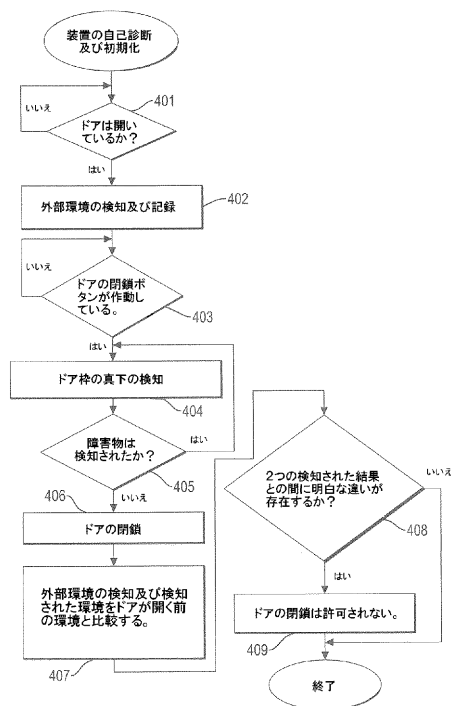 装置の自己診断
及び初期化
401
いいえ
ドアは開い
ているか？
はい
外部環境の検知及び記録
402
いいえ
ドアの閉鎖ボ
タンが作動し
ている。
403
はい
ドア枠の真下の検知
404
障害物は
検知されたか？
はい
405
406
いいえ
ドアの閉鎖
外部環境の検知及び検知
された環境をドアが開く前
の環境と比較する。
407
２つの検知された結果
との間に明白な違いが
存在するか？
いいえ
408
はい
ドアの閉鎖は許可されない。
409
終了